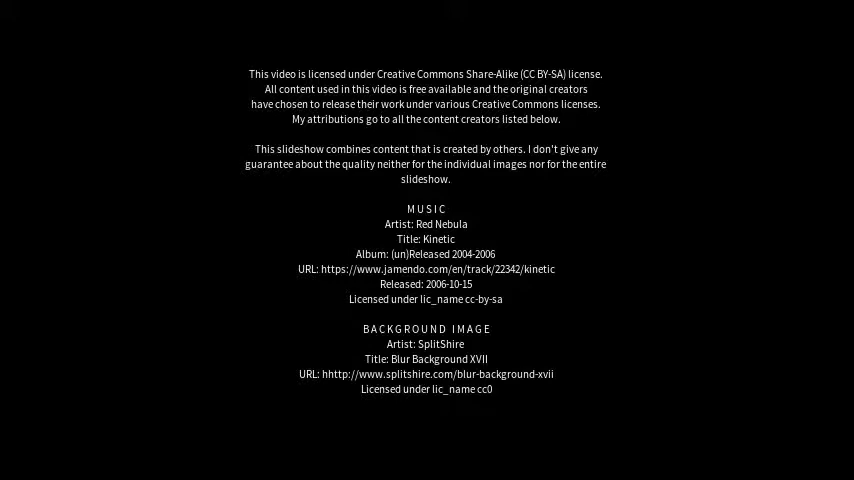 This video is licensed under Creative Commons Share-Alike (CC BY-SA) license.
All content used in this video is free available and the original creators
have chosen to release their work under various Creative Commons licenses.
My attributions go to all the content creators listed below.
This slideshow combines content that is created by others. I don't give any
guarantee about the quality neither for the individual images nor for the entire
slideshow.
MUSIC
Artist: Red Nebula
Title: Kinetic
Album: (un)Released 2004-2006
URL: https://www.jamendo.com/en/track/22342/kinetic
Released: 2006-10-15
Licensed under lic_name cc-by-sa
BACKGROUND IMAGE
Artist: SplitShire
Title: Blur Background XVII
URL: hhttp://www.splitshire.com/blur-background-xvii
Licensed under lic_name cc0